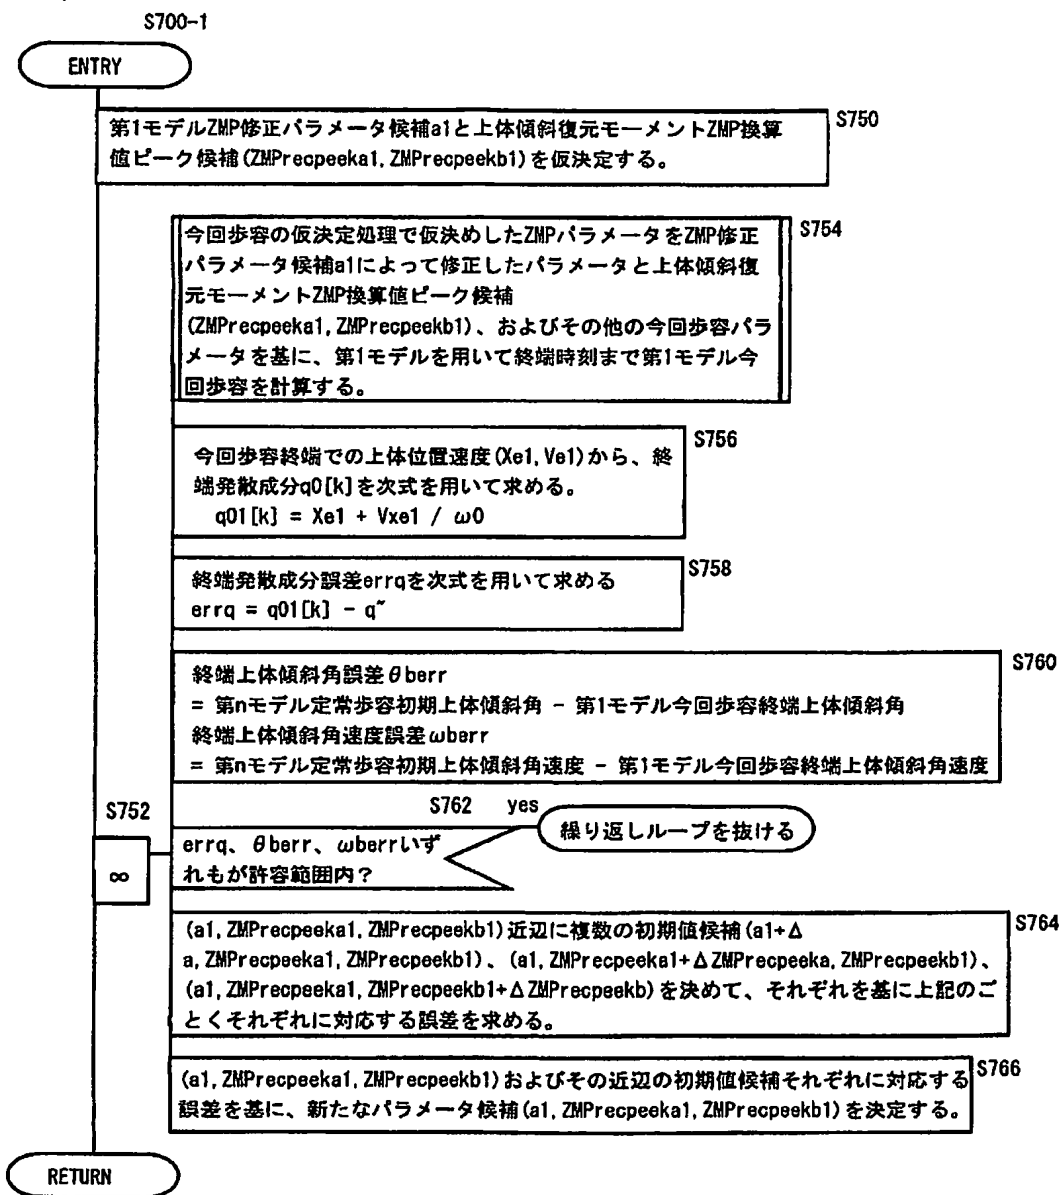 S700-1
ENTRY
第1モデルZMP修正パラメータ候補a1と上体傾斜復元モーメントZMP換算
値ピーク候補(ZMPrecpeeka1,ZMPrecpeekb1)を仮決定する。
S750
今回歩容の仮決定処理で仮決めしたZMPパラメータをZMP修正
パラメータ候補a1によって修正したパラメータと上体傾斜復
元モーメントZMP換算値ピーク候補
(ZMPrecpeeka1,ZMPrecpeekb1)、およびその他の今回歩容パラ
メータを基に、第1モデルを用いて終端時刻まで第1モデル今
回歩容を計算する。
S754
今回歩容終端での上体位置速度(Xe1,Ve1)から、終
端発散成分q0[k]を次式を用いて求める。
q01[k] = Xe1 + Vxe1 / ω0
S756
終端発散成分誤差errqを次式を用いて求める
errq = q01[k] - q~
S758
終端上体傾斜角誤差θberr
= 第nモデル定常歩容初期上体傾斜角 - 第1モデル今回歩容終端上体傾斜角
終端上体傾斜角速度誤差ωberr
= 第nモデル定常歩容初期上体傾斜角速度 - 第1モデル今回歩容終端上体傾斜角速度
S760
S752
∞
S762
yes
errq、θberr、ωberrいず
れもが許容範囲内?
繰り返しループを抜ける
(a1,ZMPrecpeeka1,ZMPrecpeekb1)近辺に複数の初期値候補(a1+Δ
a,ZMPrecpeeka1,ZMPrecpeekb1)、(a1,ZMPrecpeeka1+ΔZMPrecpeeka,ZMPrecpeekb1)、
(a1,ZMPrecpeeka1,ZMPrecpeekb1+ΔZMPrecpeekb)を決めて、それぞれを基に上記のご
とくそれぞれに対応する誤差を求める。
S764
(a1,ZMPrecpeeka1,ZMPrecpeekb1)およびその近辺の初期値候補それぞれに対応する
誤差を基に、新たなパラメータ候補(a1,ZMPrecpeeka1,ZMPrecpeekb1)を決定する。
S766
RETURN